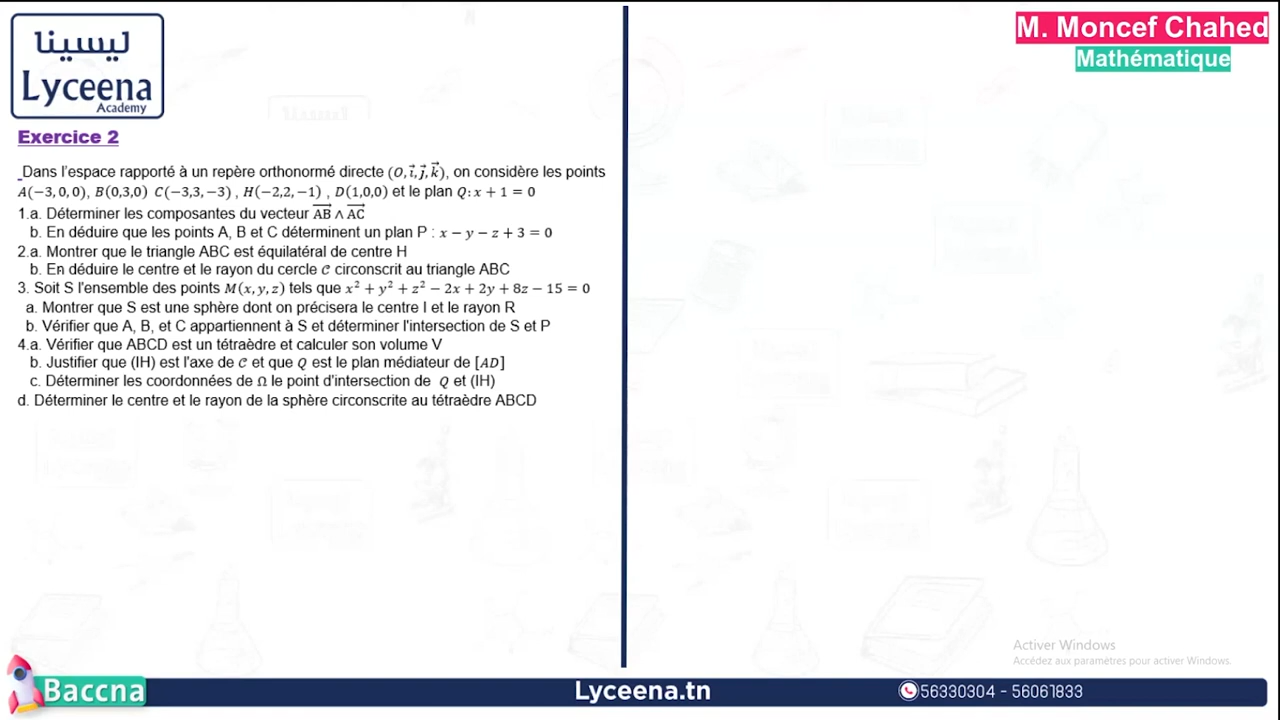 ليسينا
Lyceena
Academy
M. Moncef Chahed
Mathématique
Exercice 2
Dans l'espace rapporté à un repère orthonormé directe (O, i⃗, j⃗, k⃗), on considère les points
A(−3,0,0), B(0,3,0) C(−3,3,−3) , H(−2,2,−1) , D(1,0,0) et le plan Q: x + 1 = 0
1.a. Déterminer les composantes du vecteur A͞B⃗ ∧ A͞C⃗
b. En déduire que les points A, B et C déterminent un plan P : x − y − z + 3 = 0
2.a. Montrer que le triangle ABC est équilatéral de centre H
b. En déduire le centre et le rayon du cercle 𝒞 circonscrit au triangle ABC
3. Soit S l'ensemble des points M(x, y, z) tels que x² + y² + z² − 2x + 2y + 8z − 15 = 0
a. Montrer que S est une sphère dont on précisera le centre I et le rayon R
b. Vérifier que A, B, et C appartiennent à S et déterminer l'intersection de S et P
4.a. Vérifier que ABCD est un tétraèdre et calculer son volume V
b. Justifier que (IH) est l'axe de 𝒞 et que Q est le plan médiateur de [AD]
c. Déterminer les coordonnées de Ω le point d'intersection de Q et (IH)
d. Déterminer le centre et le rayon de la sphère circonscrite au tétraèdre ABCD
Activer Windows
Accédez aux paramètres pour activer Windows.
Baccna
Lyceena.tn
56330304 - 56061833